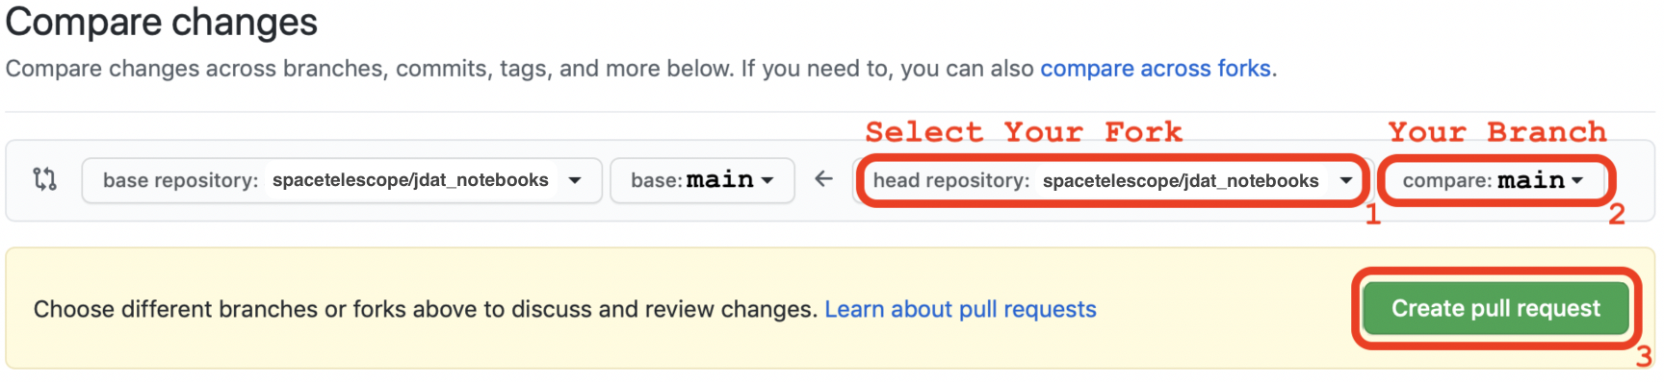 Compare changes
Compare changes across branches, commits, tags, and more below. If you need to, you can also compare across forks.
Select Your Fork Your Branch
base repository: spacetelescope/jdat_notebooks base: main head repository: spacetelescope/jdat_notebooks compare: main
1 2
Choose different branches or forks above to discuss and review changes. Learn about pull requests Create pull request
3